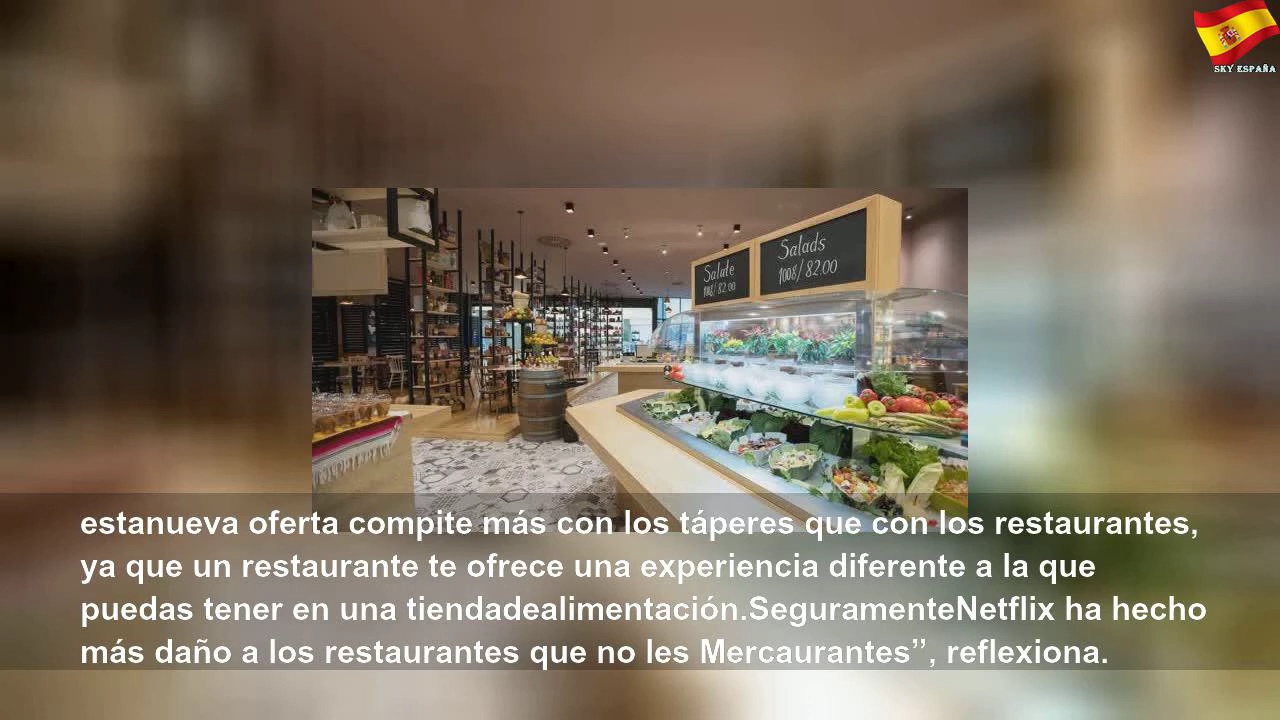 SKY ESPAÑA
Salads
Salate
100g/ 82.00
100g/ 82.00
estanueva oferta compite más con los táperes que con los restaurantes,
ya que un restaurante te ofrece una experiencia diferente a la que
puedas tener en una tiendadealimentación.SeguramenteNetflix ha hecho
más daño a los restaurantes que no les Mercaurantes”, reflexiona.